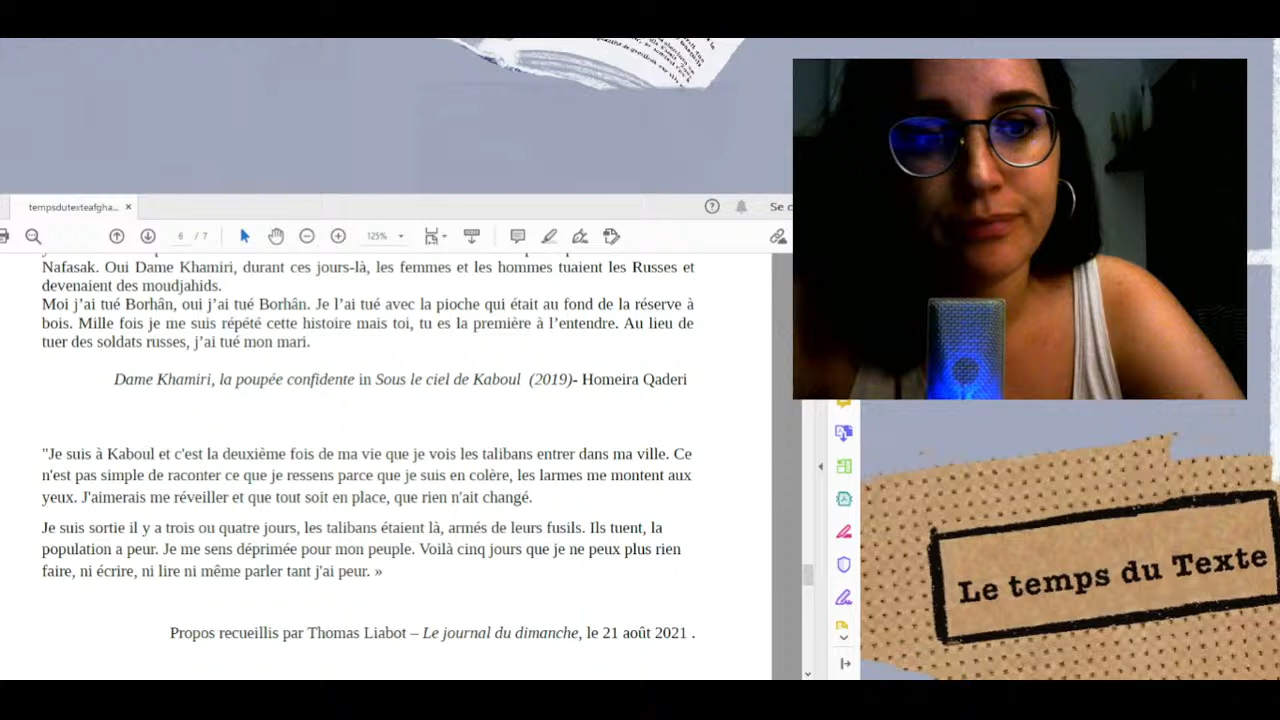 tempsdutexteafgha...
Se c
6 / 7
125%
Nafasak. Oui Dame Khamiri, durant ces jours-là, les femmes et les hommes tuaient les Russes et
devenaient des moudjahids.
Moi j’ai tué Borhân, oui j’ai tué Borhân. Je l’ai tué avec la pioche qui était au fond de la réserve à
bois. Mille fois je me suis répété cette histoire mais toi, tu es la première à l’entendre. Au lieu de
tuer des soldats russes, j’ai tué mon mari.
Dame Khamiri, la poupée confidente in Sous le ciel de Kaboul (2019)- Homeira Qaderi
"Je suis à Kaboul et c'est la deuxième fois de ma vie que je vois les talibans entrer dans ma ville. Ce
n'est pas simple de raconter ce que je ressens parce que je suis en colère, les larmes me montent aux
yeux. J'aimerais me réveiller et que tout soit en place, que rien n'ait changé.
Je suis sortie il y a trois ou quatre jours, les talibans étaient là, armés de leurs fusils. Ils tuent, la
population a peur. Je me sens déprimée pour mon peuple. Voilà cinq jours que je ne peux plus rien
faire, ni écrire, ni lire ni même parler tant j'ai peur. »
Propos recueillis par Thomas Liabot – Le journal du dimanche, le 21 août 2021 .
Le temps du Texte